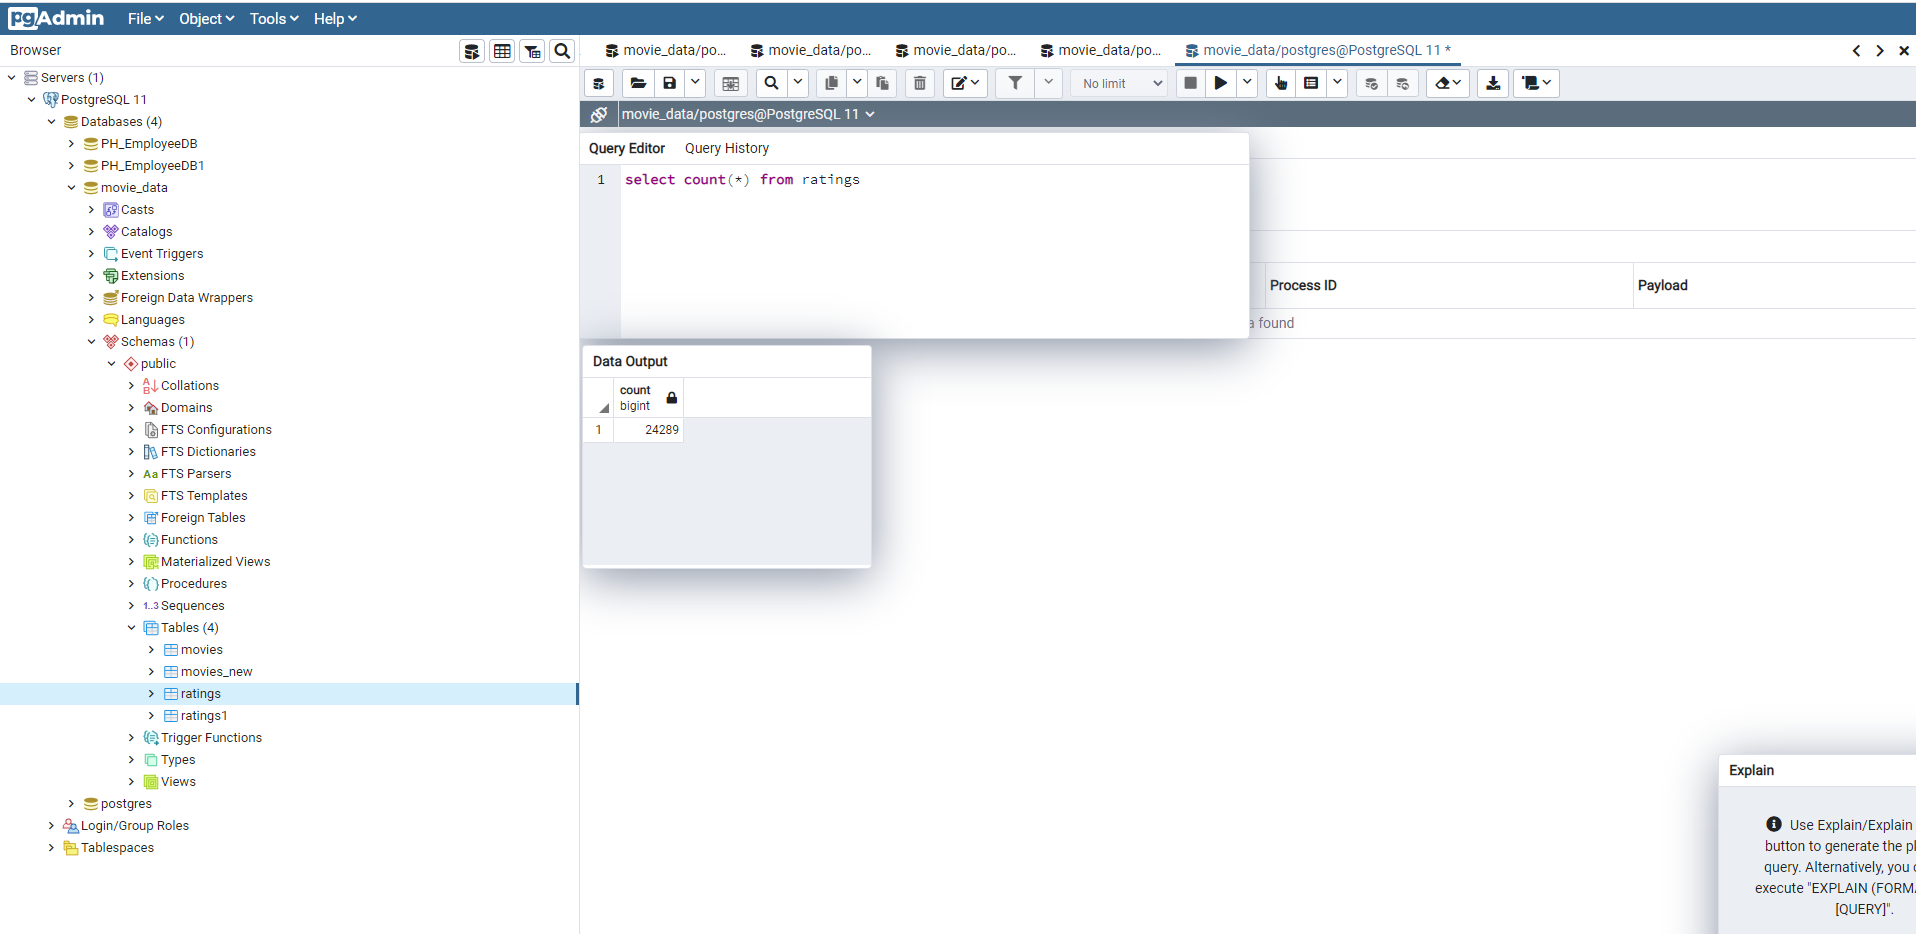 pgAdmin File Object Tools Help
Browser
movie_data/po... movie_data/po... movie_data/po... movie_data/po... movie_data/postgres@PostgreSQL 11 *
No limit
movie_data/postgres@PostgreSQL 11
Servers (1)
PostgreSQL 11
Databases (4)
PH_EmployeeDB
PH_EmployeeDB1
movie_data
Casts
Catalogs
Event Triggers
Extensions
Foreign Data Wrappers
Languages
Schemas (1)
public
Collations
Domains
FTS Configurations
FTS Dictionaries
Aa FTS Parsers
FTS Templates
Foreign Tables
Functions
Materialized Views
Procedures
1..3 Sequences
Tables (4)
movies
movies_new
ratings
ratings1
Trigger Functions
Types
Views
postgres
Login/Group Roles
Tablespaces
Query Editor Query History
1 select count(*) from ratings
Process ID Payload
a found
Data Output
count
bigint
1 24289
Explain
Use Explain/Explain
button to generate the pl
query. Alternatively, you c
execute "EXPLAIN (FORMA
[QUERY]".